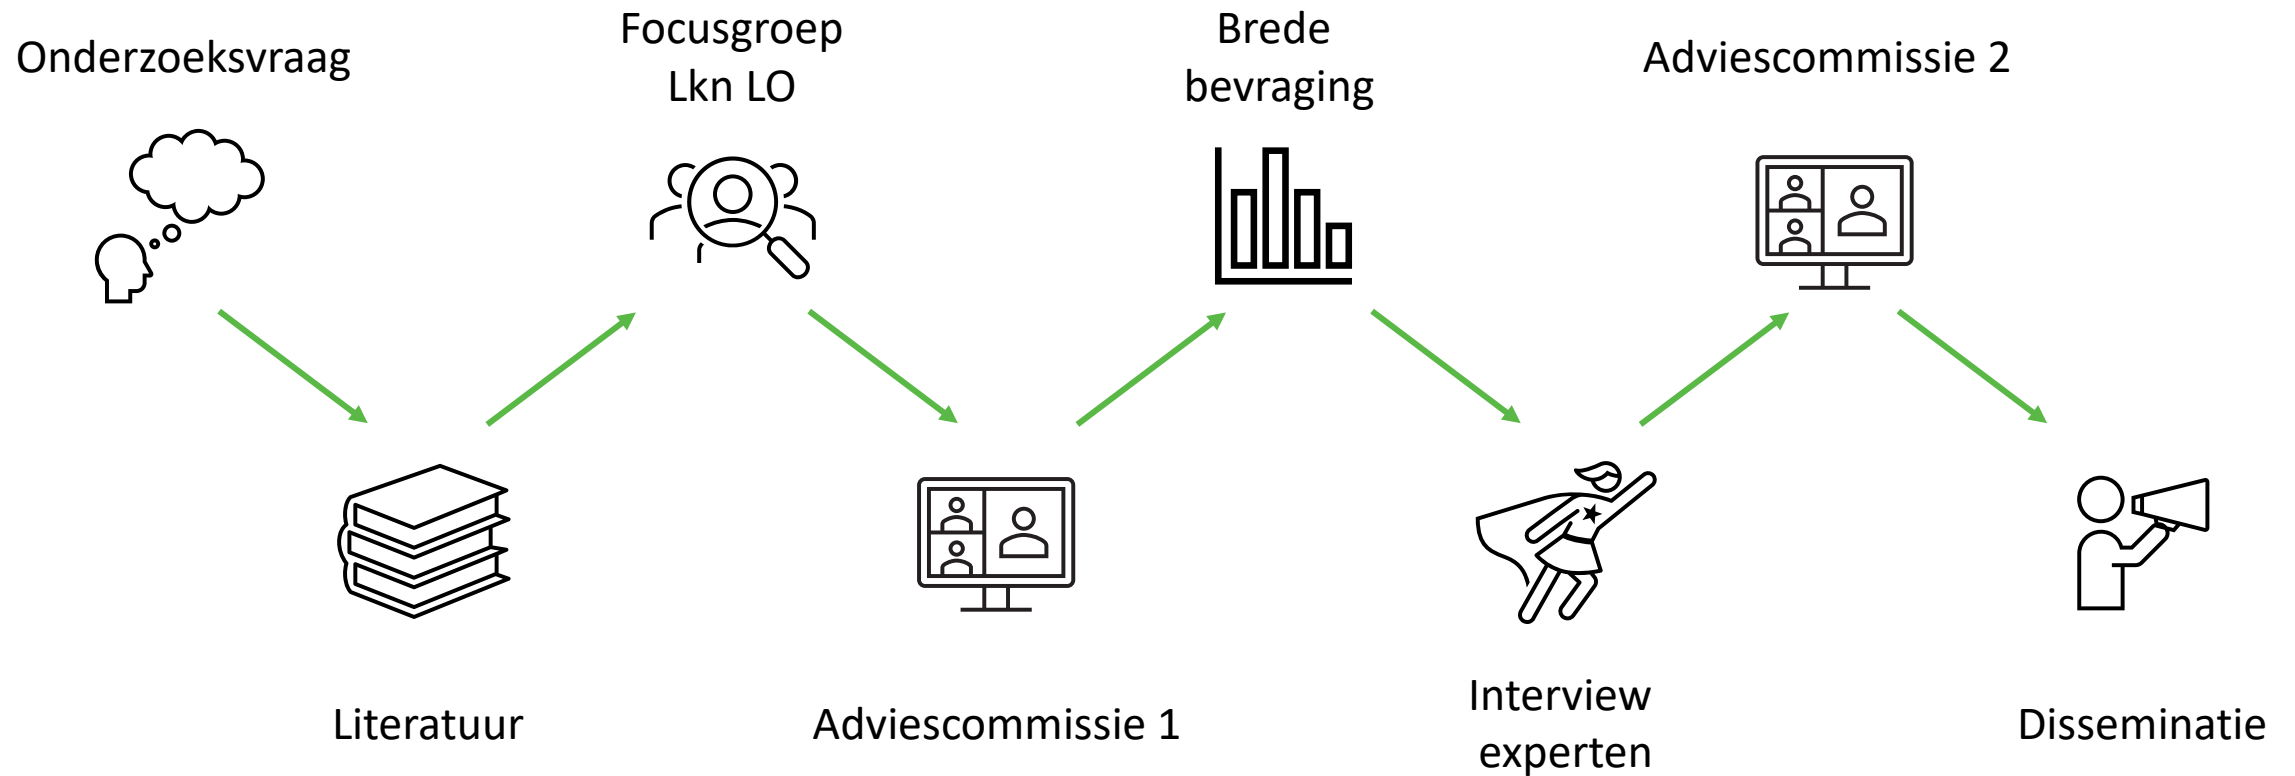 Onderzoeksvraag
Focusgroep
Lkn LO
Brede
bevraging
Adviescommissie 2
Literatuur
Adviescommissie 1
Interview
experten
Disseminatie